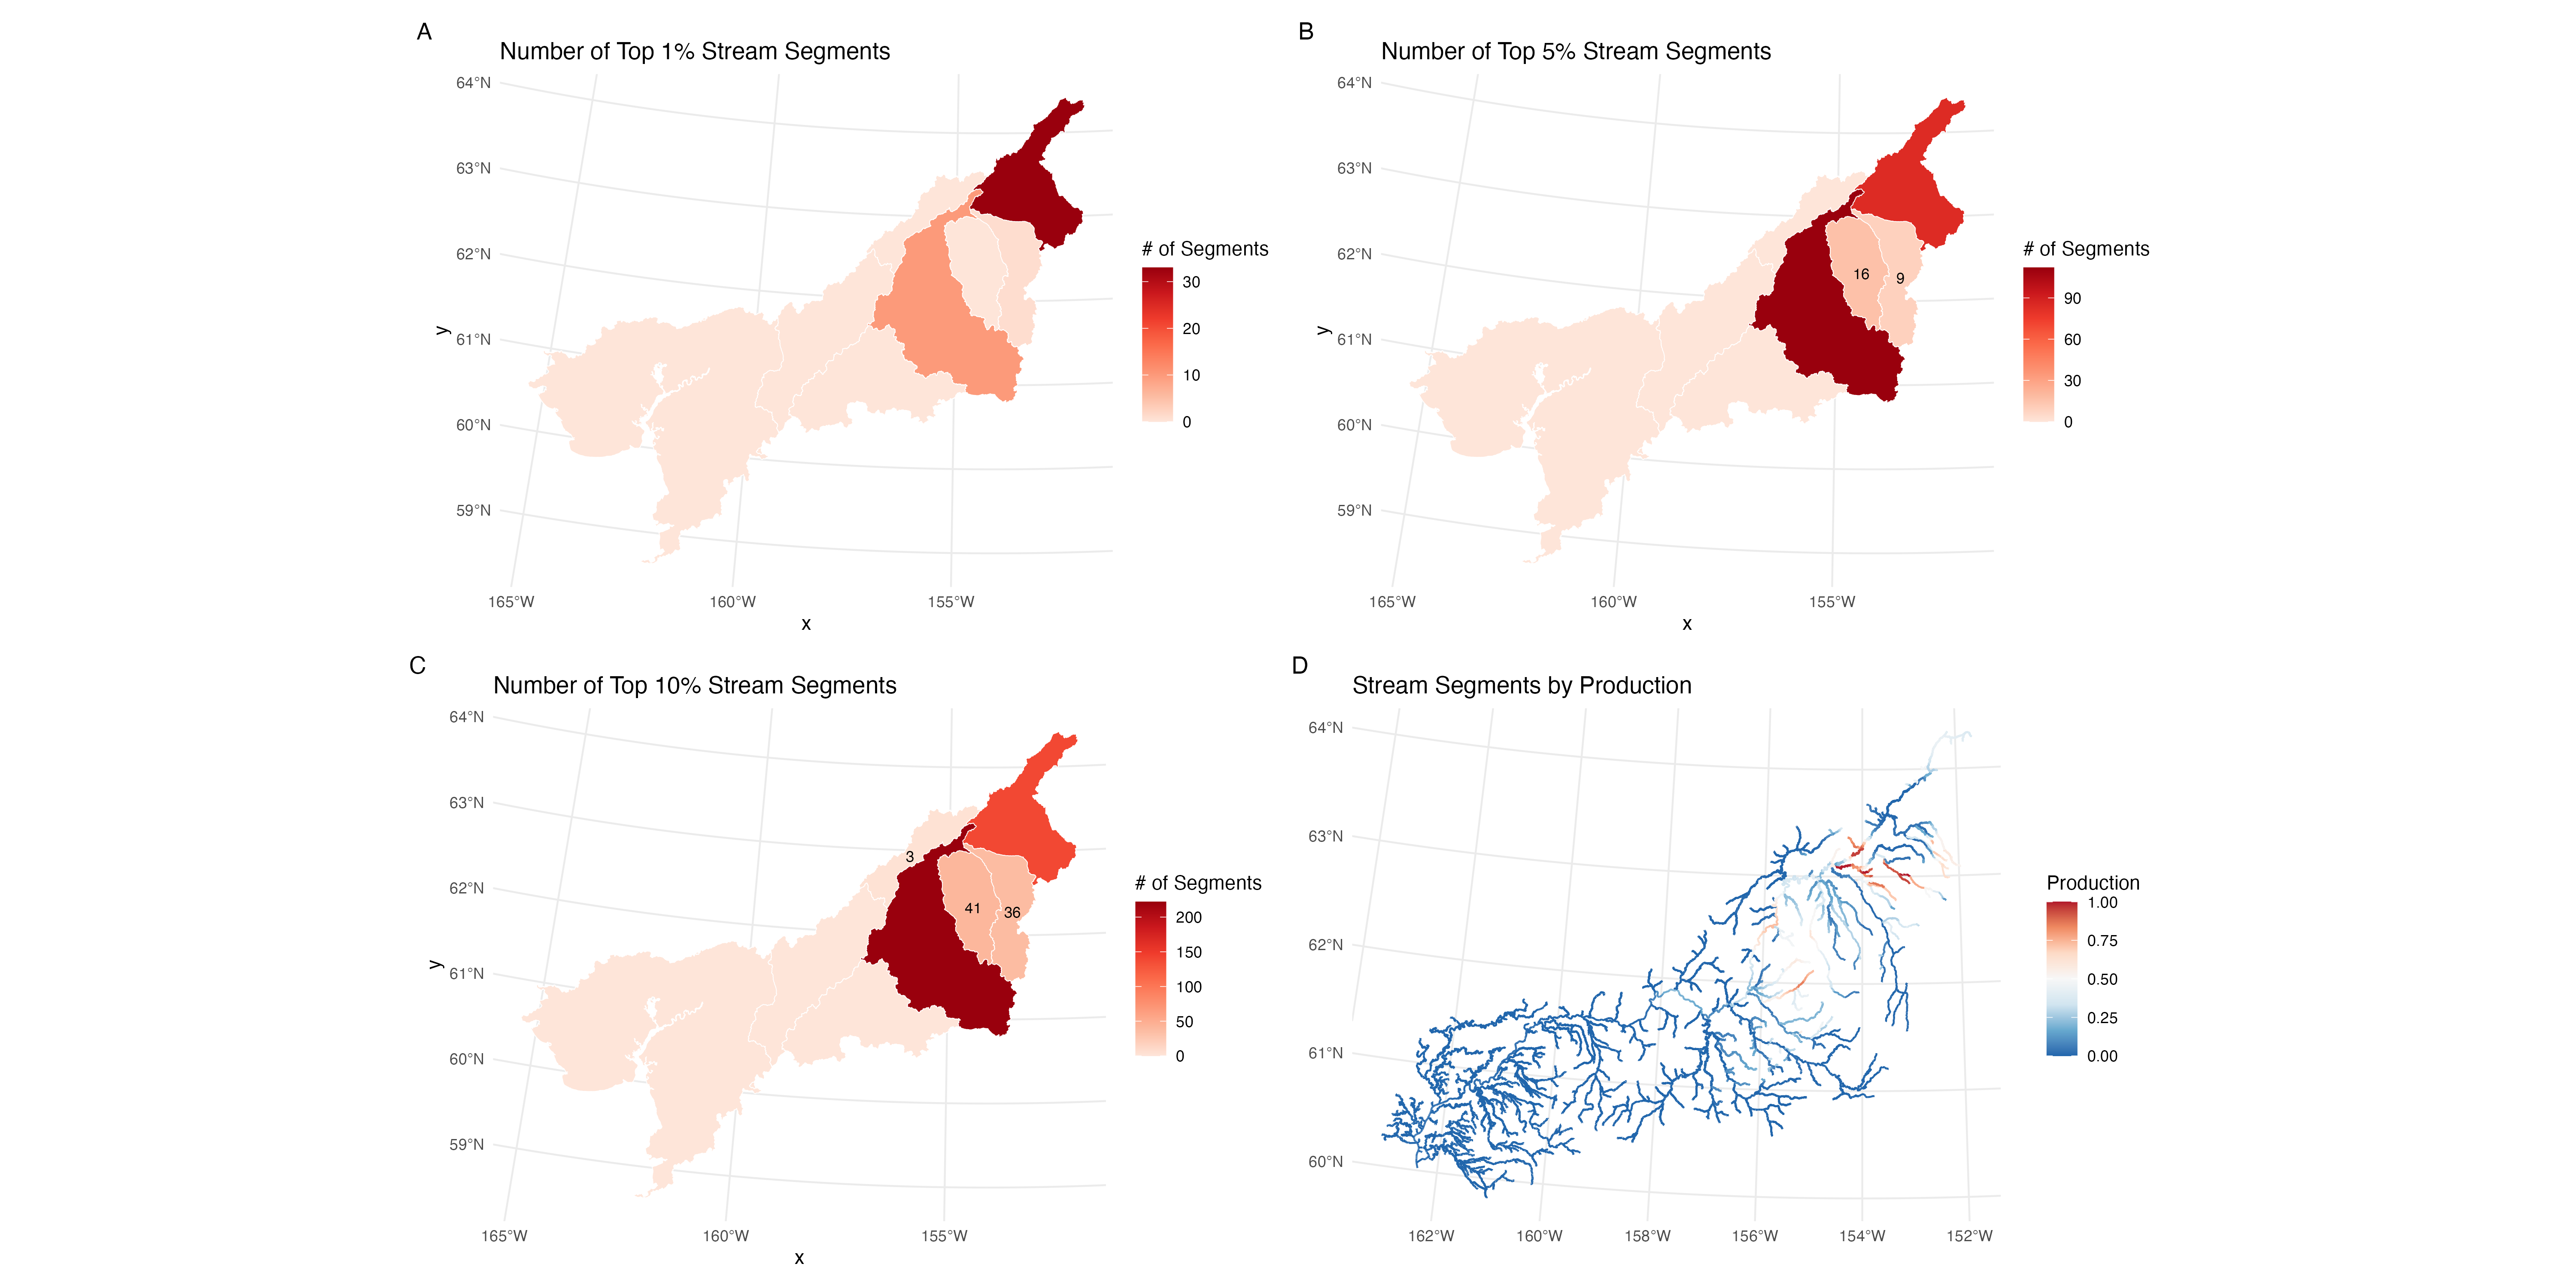 A
Number of Top 1% Stream Segments
64°N
63°N
62°N
61°N
60°N
59°N
y
165°W 160°W 155°W
x
# of Segments
30
20
10
0
B
Number of Top 5% Stream Segments
64°N
63°N
62°N
61°N
60°N
59°N
y
16 9
165°W 160°W 155°W
x
# of Segments
90
60
30
0
C
Number of Top 10% Stream Segments
64°N
63°N
62°N
61°N
60°N
59°N
y
3
41 36
165°W 160°W 155°W
x
# of Segments
200
150
100
50
0
D
Stream Segments by Production
64°N
63°N
62°N
61°N
60°N
162°W 160°W 158°W 156°W 154°W 152°W
Production
1.00
0.75
0.50
0.25
0.00